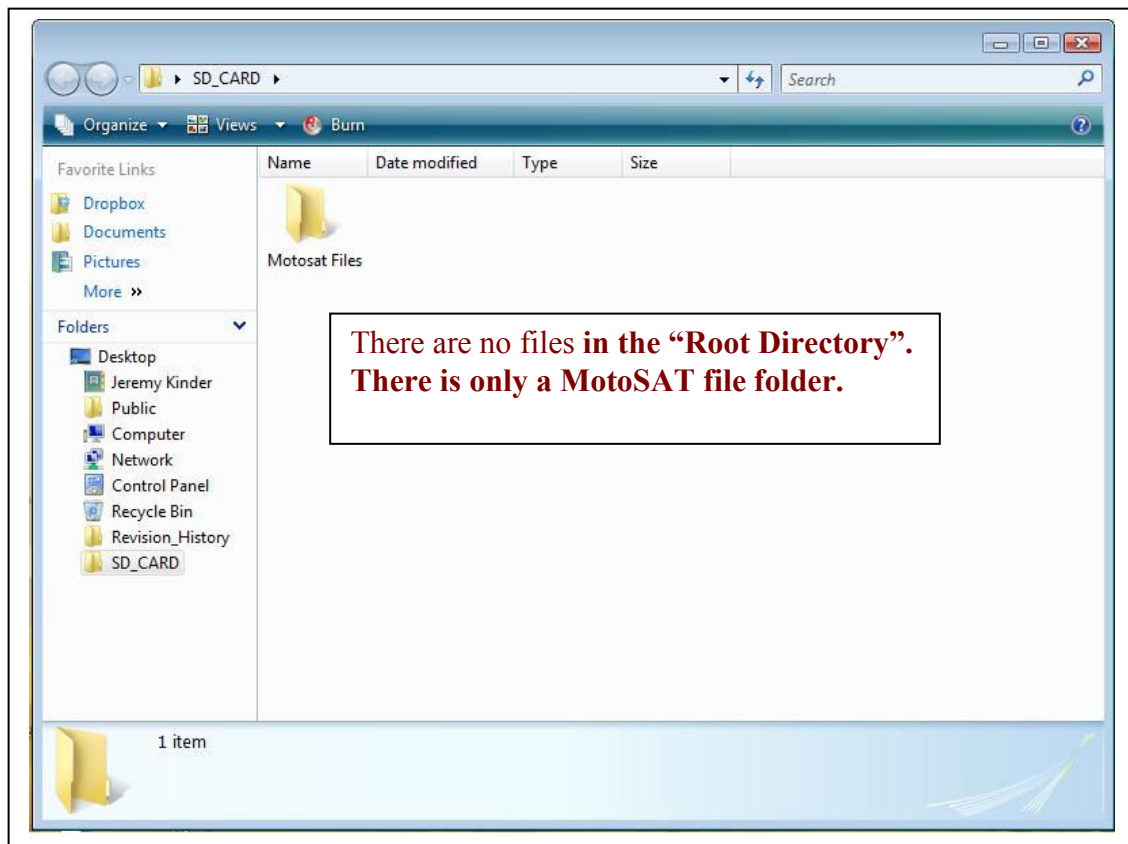 SD_CARD
Search
Organize Views Burn
Favorite Links
Dropbox
Documents
Pictures
More »
Folders
Desktop
Jeremy Kinder
Public
Computer
Network
Control Panel
Recycle Bin
Revision_History
SD_CARD
Name Date modified Type Size
Motosat Files
There are no files in the “Root Directory”.
There is only a MotoSAT file folder.
1 item